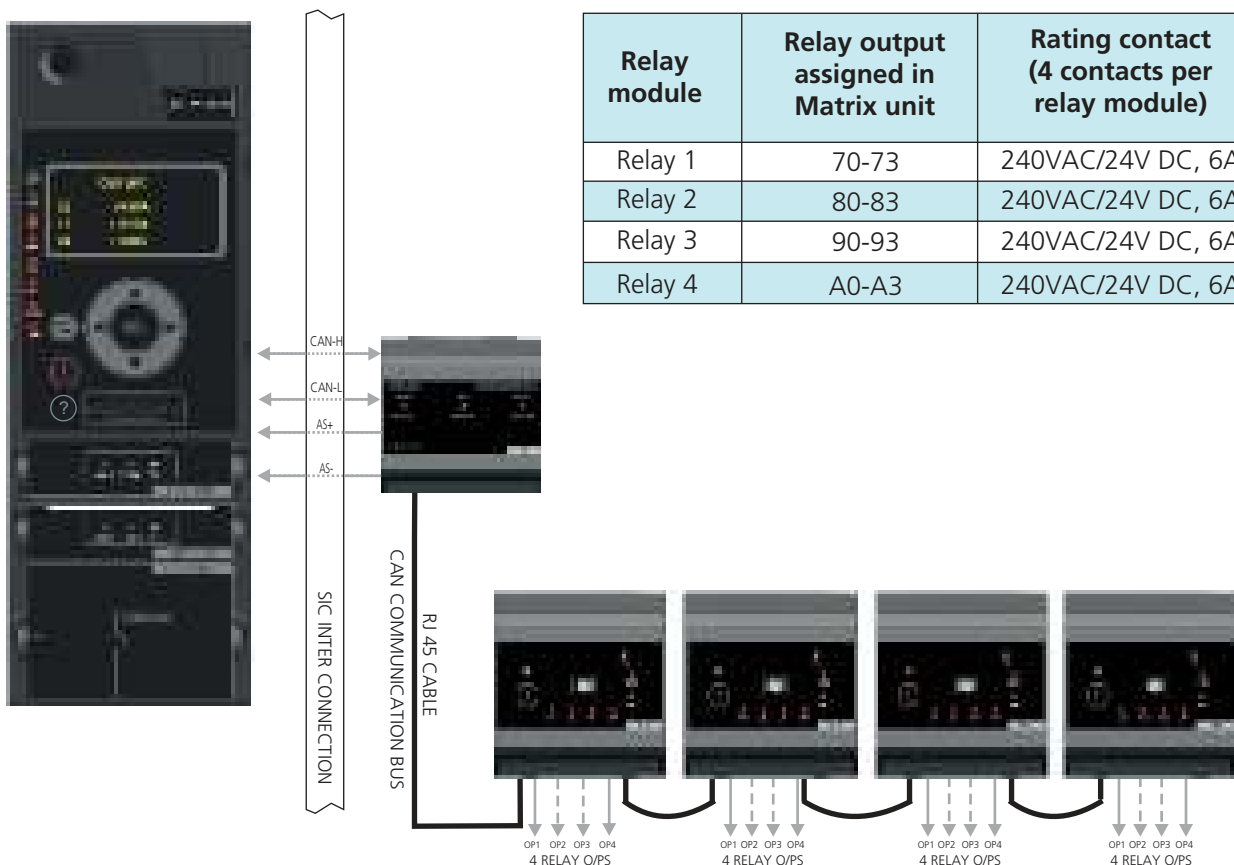 Relay module
Relay output assigned in Matrix unit
Rating contact (4 contacts per relay module)
Relay 1 70-73 240VAC/24V DC, 6A
Relay 2 80-83 240VAC/24V DC, 6A
Relay 3 90-93 240VAC/24V DC, 6A
Relay 4 A0-A3 240VAC/24V DC, 6A
CAN-H
CAN-L
AS+
AS-
?
SIC INTER CONNECTION
CAN COMMUNICATION BUS
RJ 45 CABLE
OP1 OP2 OP3 OP4
4 RELAY O/PS
OP1 OP2 OP3 OP4
4 RELAY O/PS
OP1 OP2 OP3 OP4
4 RELAY O/PS
OP1 OP2 OP3 OP4
4 RELAY O/PS